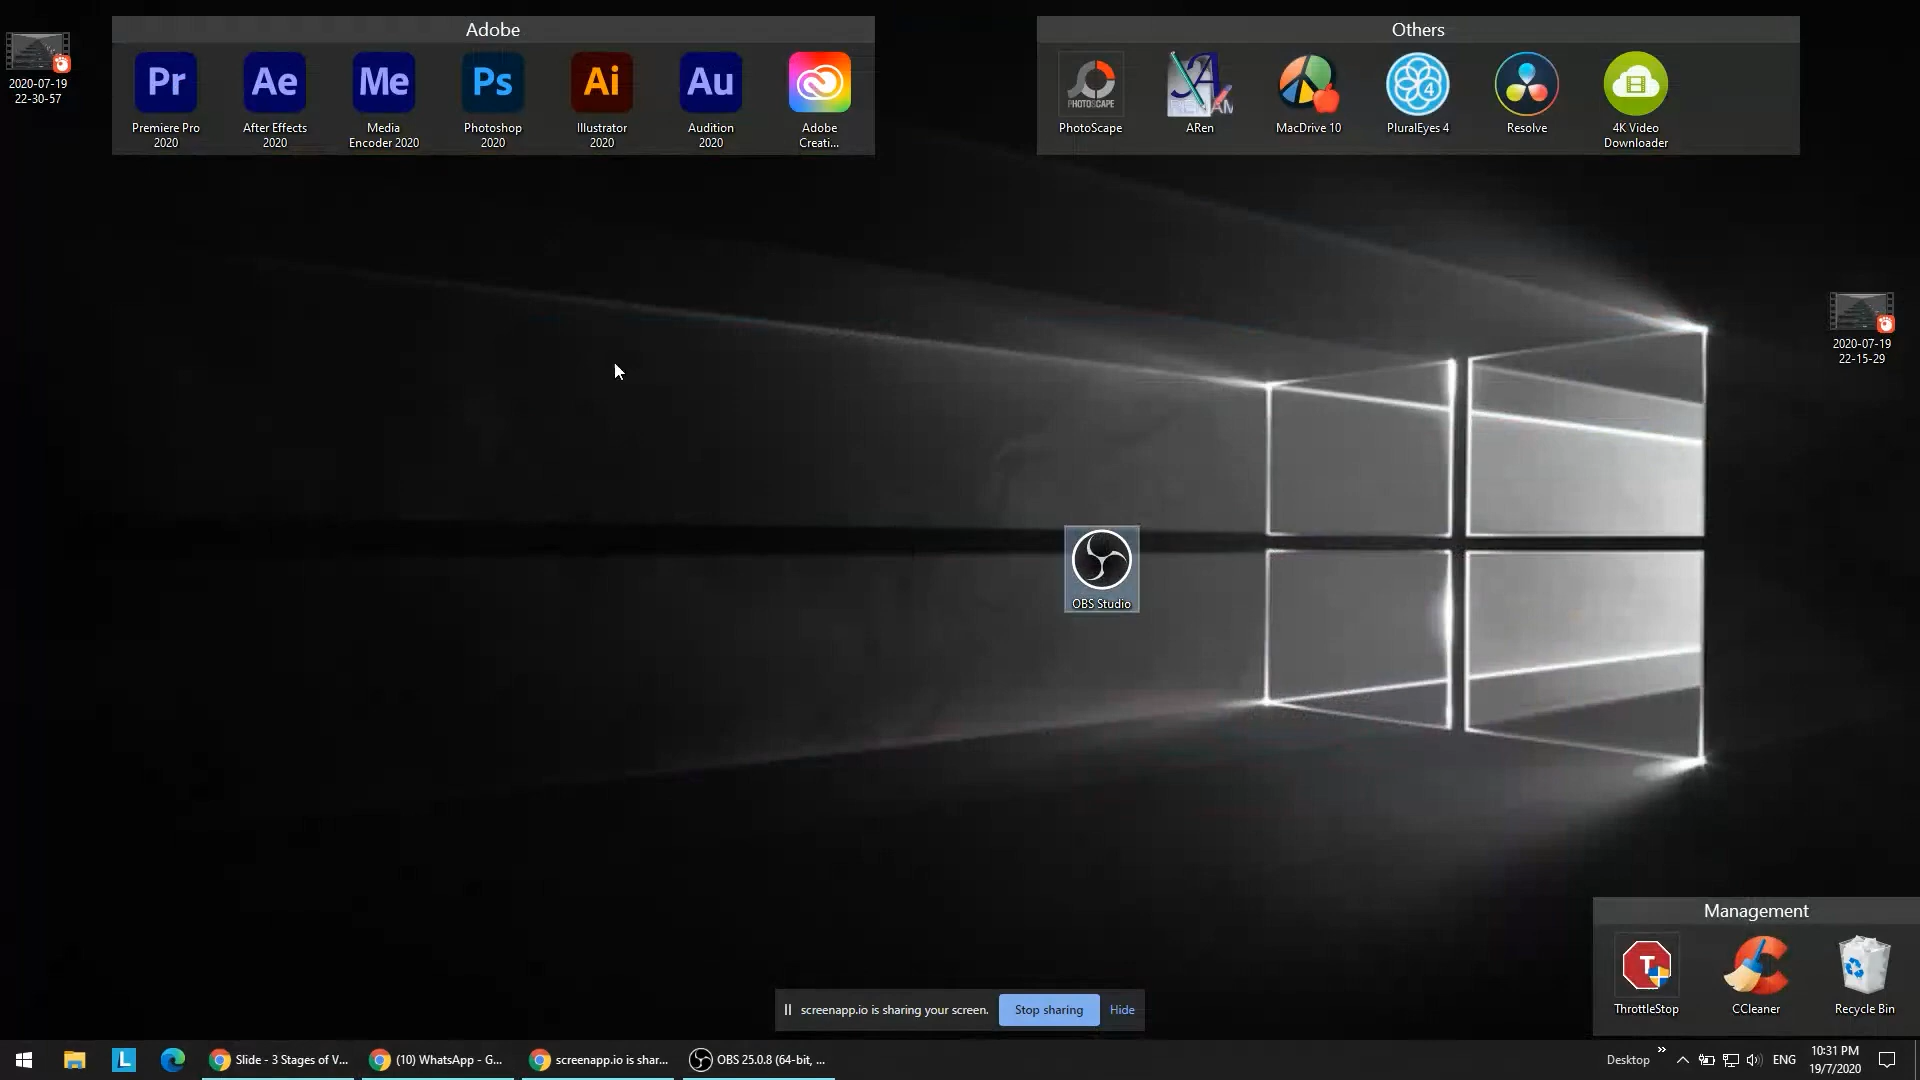 2020-07-19
22-30-57
Adobe
Pr
Ae
Me
Ps
Ai
Au
Premiere Pro
2020
After Effects
2020
Media
Encoder 2020
Photoshop
2020
Illustrator
2020
Audition
2020
Adobe
Creati...
Others
PHOTOSCAPE
4
PhotoScape
ARen
MacDrive 10
PluralEyes 4
Resolve
4K Video
Downloader
2020-07-19
22-15-29
OBS Studio
Management
T
ThrottleStop
CCleaner
Recycle Bin
screenapp.io is sharing your screen.
Stop sharing
Hide
L
Slide - 3 Stages of V...
(10) WhatsApp - G...
screenapp.io is shar...
OBS 25.0.8 (64-bit, ...
Desktop
ENG
10:31 PM
19/7/2020